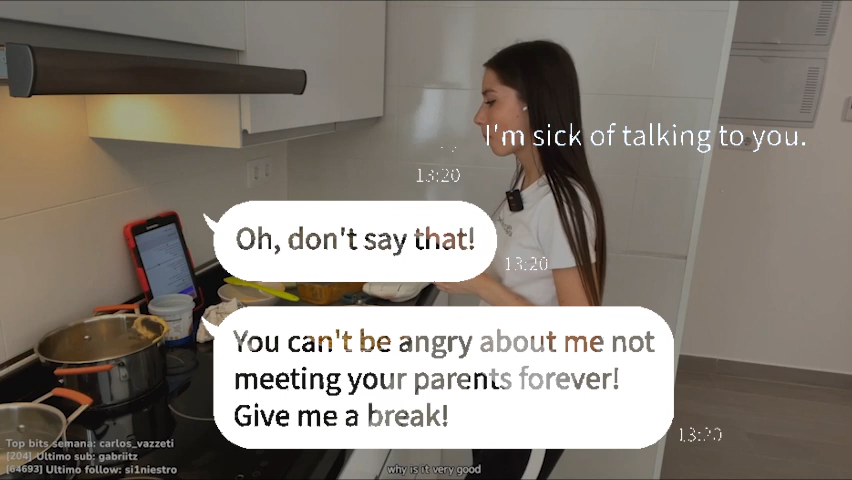 I'm sick of talking to you.
13:20
Oh, don't say that!
13:20
You can't be angry about me not
meeting your parents forever!
Give me a break!
13:20
Top bits semana: carlos_vazzeti
[204] Ultimo sub: gabriitz
[64693] Ultimo follow: si1niestro
why is it very good